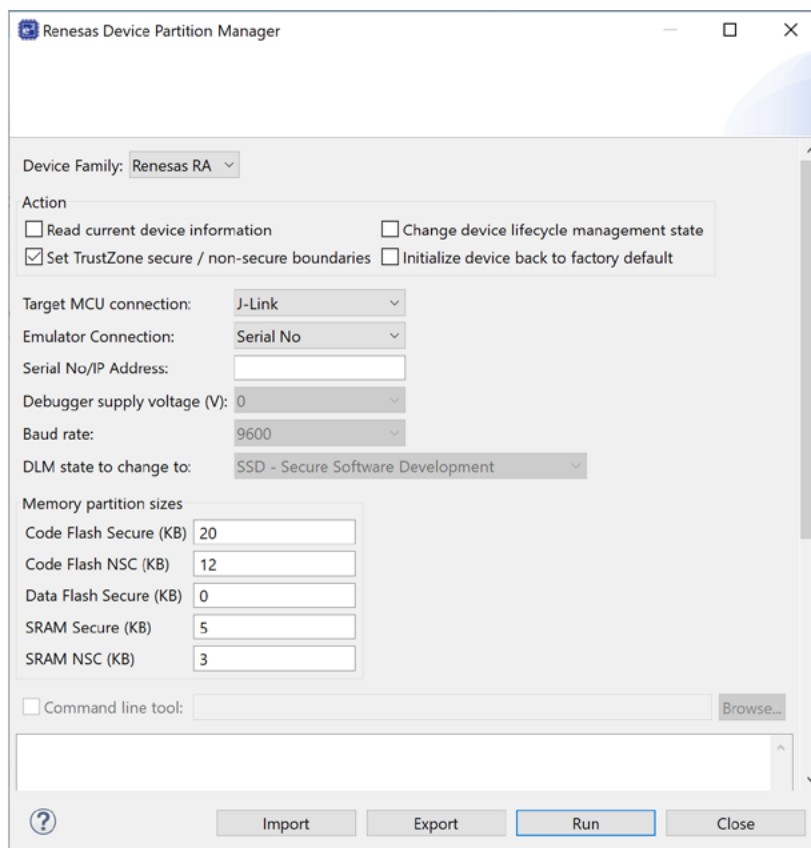 Renesas Device Partition Manager
Device Family: Renesas RA
Action
Read current device information Change device lifecycle management state
Set TrustZone secure / non-secure boundaries Initialize device back to factory default
Target MCU connection: J-Link
Emulator Connection: Serial No
Serial No/IP Address:
Debugger supply voltage (V): 0
Baud rate: 9600
DLM state to change to: SSD - Secure Software Development
Memory partition sizes
Code Flash Secure (KB) 20
Code Flash NSC (KB) 12
Data Flash Secure (KB) 0
SRAM Secure (KB) 5
SRAM NSC (KB) 3
Command line tool: Browse...
? Import Export Run Close